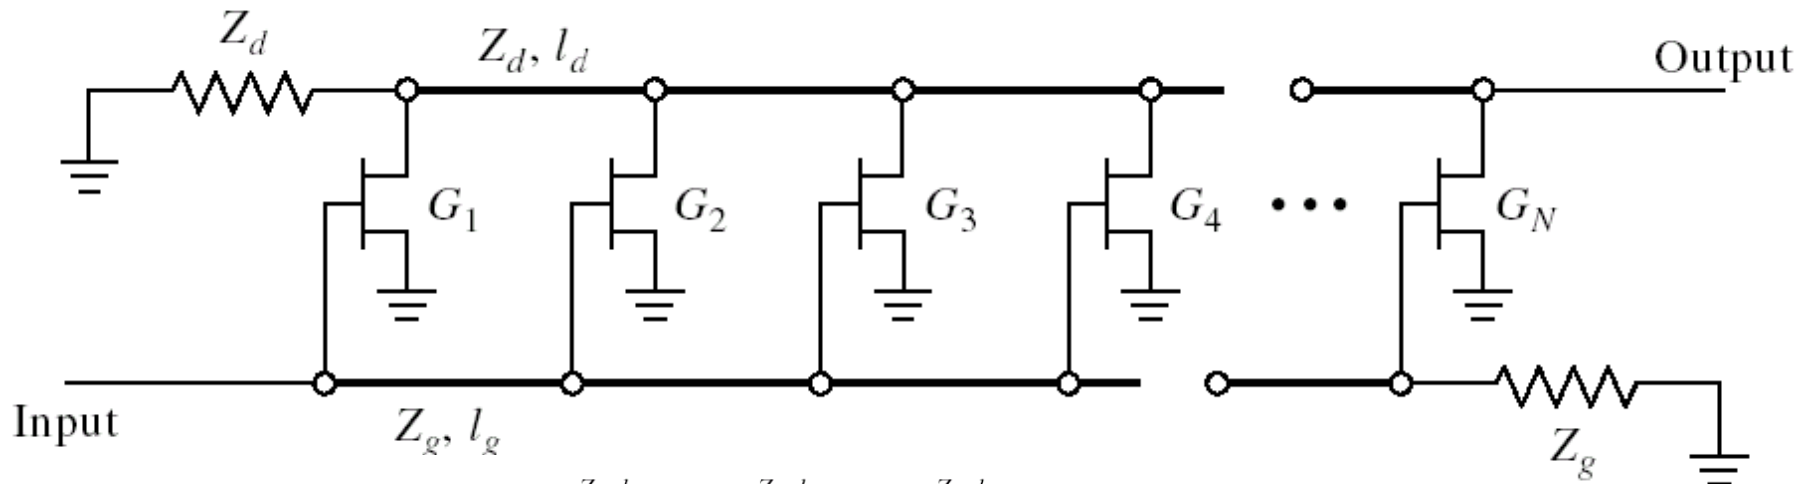 Z_d
Z_d, l_d
Output
G_1
G_2
G_3
G_4
• • •
G_N
Input
Z_g, l_g
Z_g